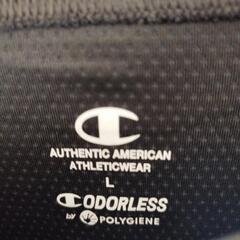 AUTHENTIC AMERICAN
ATHLETICWEAR
L
ODORLESS
by POLYGIENE